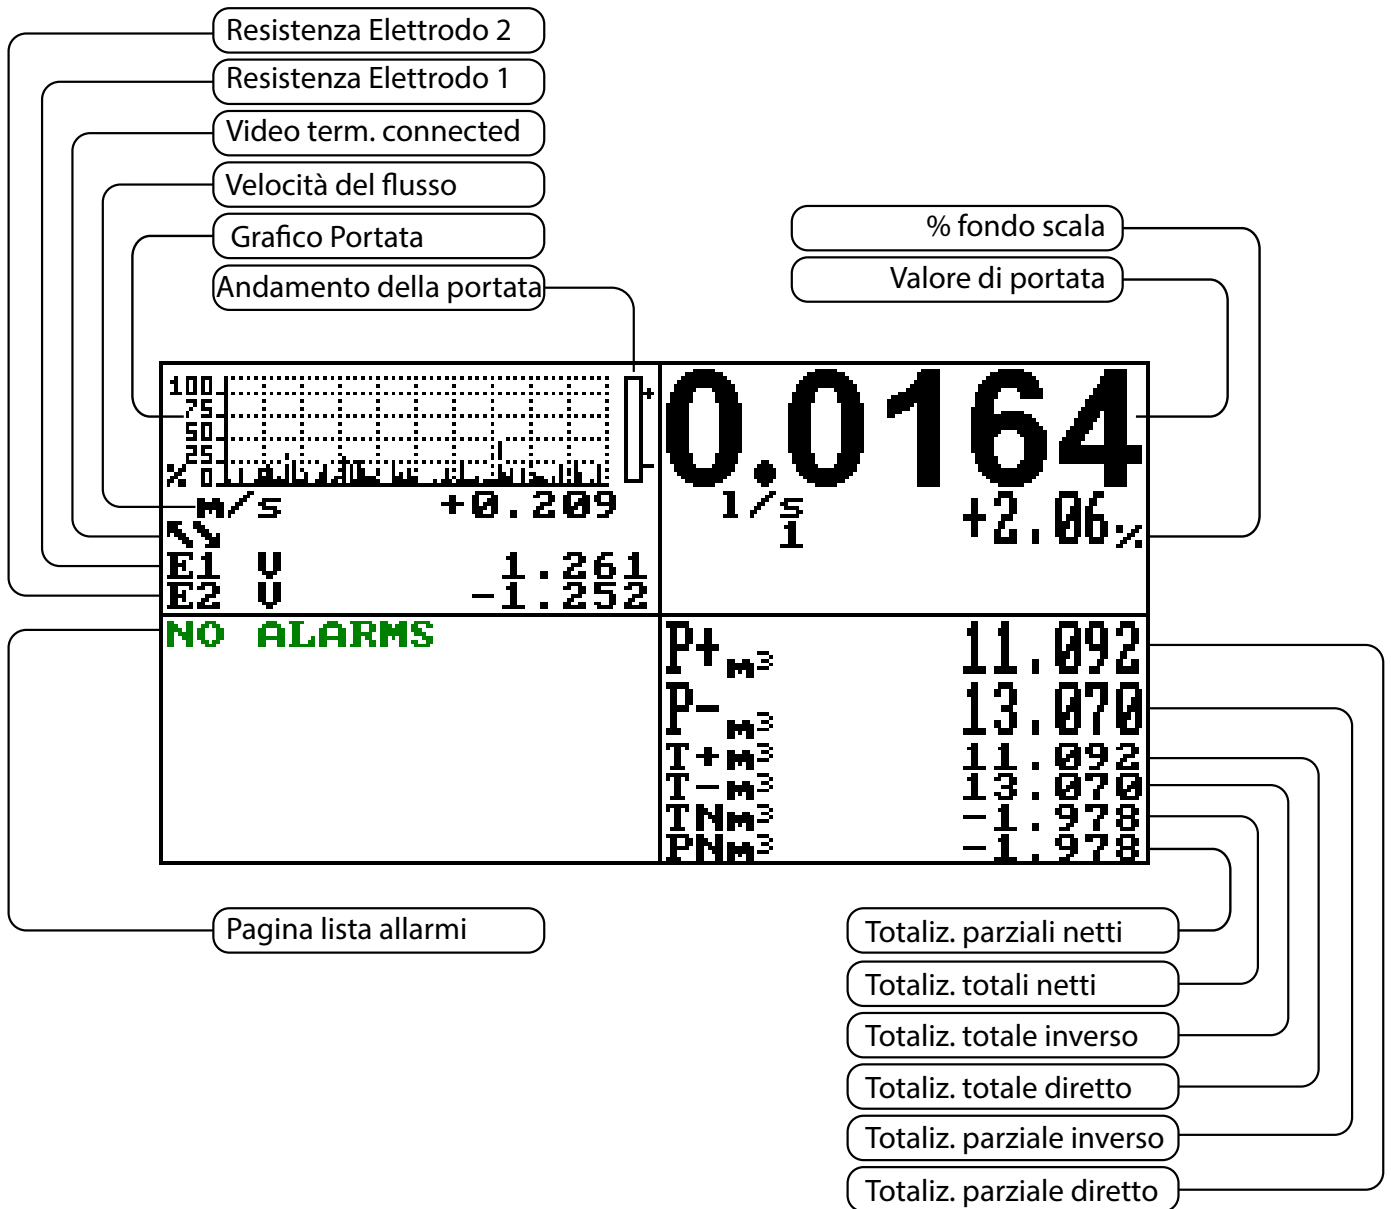 Resistenza Elettrodo 2
Resistenza Elettrodo 1
Video term. connected
Velocità del flusso
Grafico Portata
Andamento della portata
% fondo scala
Valore di portata
100
75
50
25
% 0
+
-
m/s +0.209
E1 V 1.261
E2 V -1.252
0.0164
l/s +2.06%
1
NO ALARMS
P+m³ 11.092
P-m³ 13.070
T+m³ 11.092
T-m³ 13.070
TNm³ -1.978
PNm³ -1.978
Pagina lista allarmi
Totaliz. parziali netti
Totaliz. totali netti
Totaliz. totale inverso
Totaliz. totale diretto
Totaliz. parziale inverso
Totaliz. parziale diretto